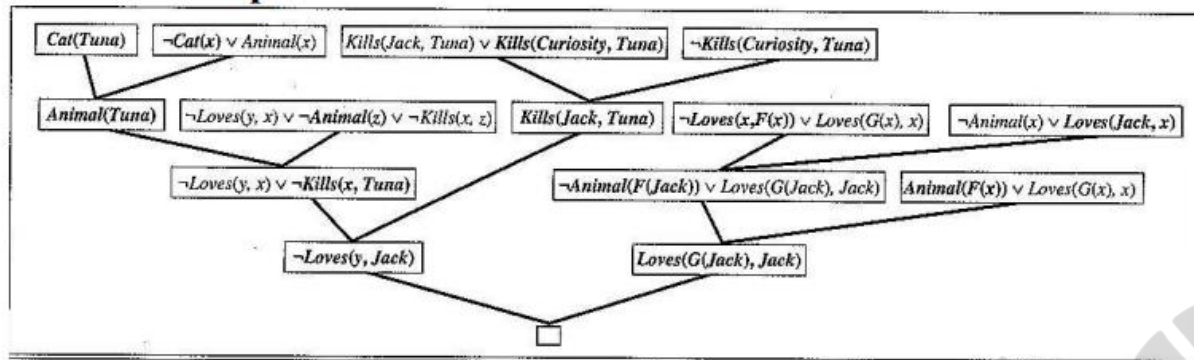 Cat(Tuna) ¬Cat(x) ∨ Animal(x) Kills(Jack, Tuna) ∨ Kills(Curiosity, Tuna) ¬Kills(Curiosity, Tuna)
Animal(Tuna) ¬Loves(y, x) ∨ ¬Animal(z) ∨ ¬Kills(x, z) Kills(Jack, Tuna) ¬Loves(x,F(x)) ∨ Loves(G(x), x) ¬Animal(x) ∨ Loves(Jack, x)
¬Loves(y, x) ∨ ¬Kills(x, Tuna) ¬Animal(F(Jack)) ∨ Loves(G(Jack), Jack) Animal(F(x)) ∨ Loves(G(x), x)
¬Loves(y, Jack) Loves(G(Jack), Jack)